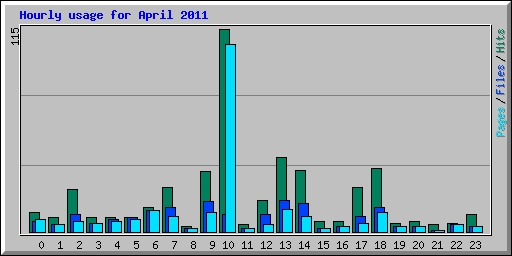 Hourly usage for April 2011
115
Pages/Files/Hits
0 1 2 3 4 5 6 7 8 9 10 11 12 13 14 15 16 17 18 19 20 21 22 23